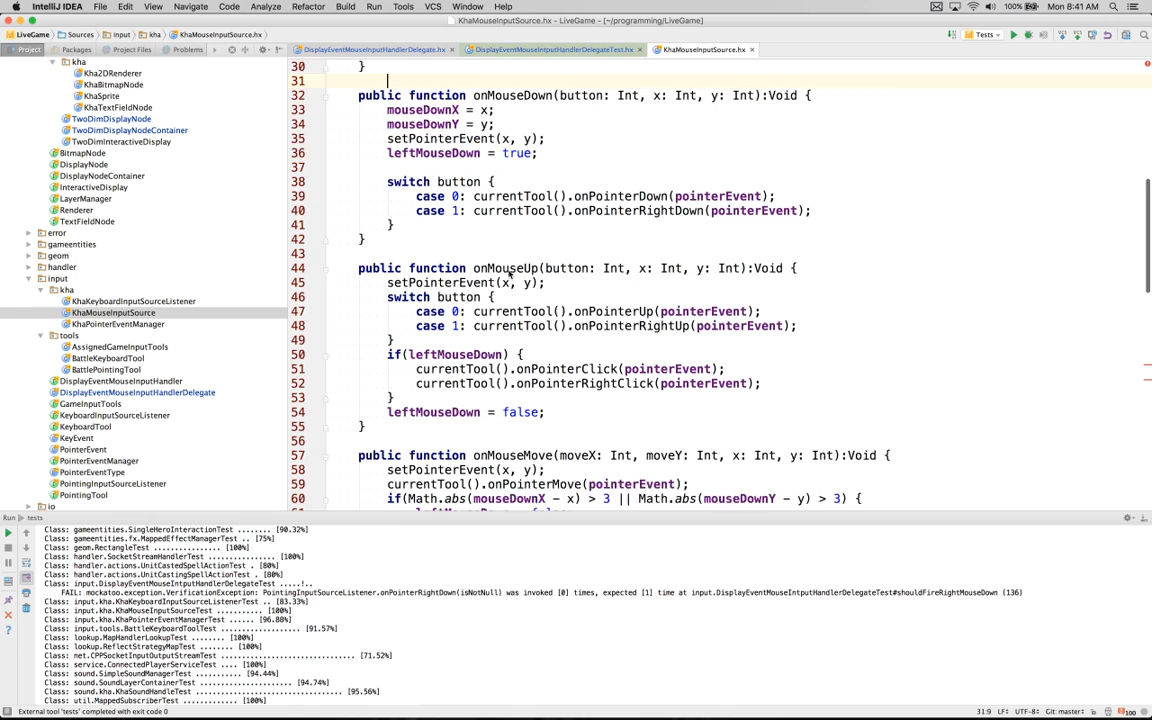 IntelliJ IDEA File Edit View Navigate Code Analyze Refactor Build Run Tools VCS Window Help 100% Mon 8:41 AM
KhaMouseInputSource.hx - LiveGame - [~/programming/LiveGame]
LiveGame Sources input kha KhaMouseInputSource.hx Tests
Project Packages Project Files Problems
DisplayEventMouseIntputHandlerDelegate.hx DisplayEventMouseIntputHandlerDelegateTest.hx KhaMouseInputSource.hx
kha
Kha2DRenderer
KhaBitmapNode
KhaSprite
KhaTextFieldNode
TwoDimDisplayNode
TwoDimDisplayNodeContainer
TwoDimInteractiveDisplay
BitmapNode
DisplayNode
DisplayNodeContainer
InteractiveDisplay
LayerManager
Renderer
TextFieldNode
error
gameentities
geom
handler
input
kha
KhaKeyboardInputSourceListener
KhaMouseInputSource
KhaPointerEventManager
tools
AssignedGameInputTools
BattleKeyboardTool
BattlePointingTool
DisplayEventMouseInputHandler
DisplayEventMouseInputHandlerDelegate
GameInputTools
KeyboardInputSourceListener
KeyboardTool
KeyEvent
PointerEvent
PointerEventManager
PointerEventType
PointingInputSourceListener
PointingTool
io
30 }
31
32 public function onMouseDown(button: Int, x: Int, y: Int):Void {
33 mouseDownX = x;
34 mouseDownY = y;
35 setPointerEvent(x, y);
36 leftMouseDown = true;
37
38 switch button {
39 case 0: currentTool().onPointerDown(pointerEvent);
40 case 1: currentTool().onPointerRightDown(pointerEvent);
41 }
42 }
43
44 public function onMouseUp(button: Int, x: Int, y: Int):Void {
45 setPointerEvent(x, y);
46 switch button {
47 case 0: currentTool().onPointerUp(pointerEvent);
48 case 1: currentTool().onPointerRightUp(pointerEvent);
49 }
50 if(leftMouseDown) {
51 currentTool().onPointerClick(pointerEvent);
52 currentTool().onPointerRightClick(pointerEvent);
53 }
54 leftMouseDown = false;
55 }
56
57 public function onMouseMove(moveX: Int, moveY: Int, x: Int, y: Int):Void {
58 setPointerEvent(x, y);
59 currentTool().onPointerMove(pointerEvent);
60 if(Math.abs(mouseDownX - x) > 3 || Math.abs(mouseDownY - y) > 3) {
Run tests
Class: gameentities.SingleHeroInteractionTest ........ [90.32%]
Class: gameentities.fx.MappedEffectManagerTest .. [75%]
Class: geom.RectangleTest ........... [100%]
Class: handler.SocketStreamHandlerTest ............... [100%]
Class: handler.actions.UnitCastedSpellActionTest . [80%]
Class: handler.actions.UnitCastingSpellActionTest . [80%]
Class: input.DisplayEventMouseIntputHandlerDelegateTest .....!..
FAIL: mockatoo.exception.VerificationException: PointingInputSourceListener.onPointerRightDown(isNotNull) was invoked [0] times, expected [1] time at input.DisplayEventMouseIntputHandlerDelegateTest#shouldFireRightMouseDown (136)
Class: input.kha.KhaKeyboardInputSourceListenerTest .. [83.33%]
Class: input.kha.KhaMouseInputSourceTest ........... [100%]
Class: input.kha.KhaPointerEventManagerTest ...... [96.88%]
Class: input.tools.BattleKeyboardToolTest ........ [91.57%]
Class: lookup.MapHandlerLookupTest .... [100%]
Class: lookup.ReflectStrategyMapTest ........ [100%]
Class: net.CPPSocketInputOutputStreamTest ................................ [71.52%]
Class: service.ConnectedPlayerServiceTest .... [100%]
Class: sound.SimpleSoundManagerTest .... [94.44%]
Class: sound.SoundLayerContainerTest ........... [94.74%]
Class: sound.kha.KhaSoundHandleTest .................... [95.56%]
Class: util.MappedSubscriberTest ........... [100%]
External tool 'tests' completed with exit code 0 31:9 LF÷ UTF-8÷ Git: master÷ 100